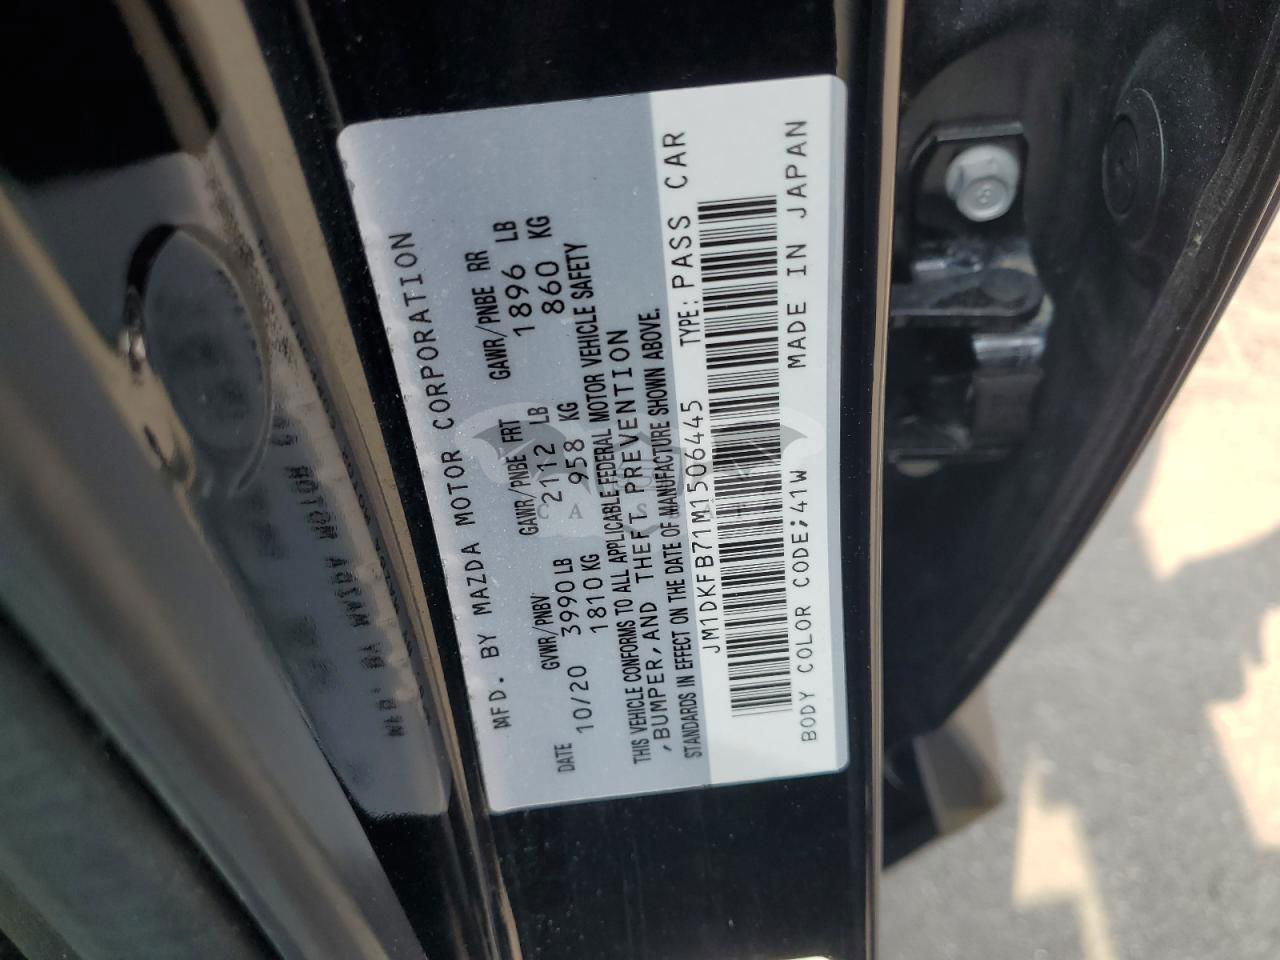 MFD. BY MAZDA MOTOR CORPORATION
GVWR/PNBV GAWR/PNBE FRT GAWR/PNBE RR
DATE
10/20 3990 LB 2112 LB 1896 LB
1810 KG 958 KG 860 KG
THIS VEHICLE CONFORMS TO ALL APPLICABLE FEDERAL MOTOR VEHICLE SAFETY
,BUMPER, AND THEFT PREVENTION
STANDARDS IN EFFECT ON THE DATE OF MANUFACTURE SHOWN ABOVE.
JM1DKFB71M1506445 TYPE: PASS CAR
BODY COLOR CODE;41W MADE IN JAPAN